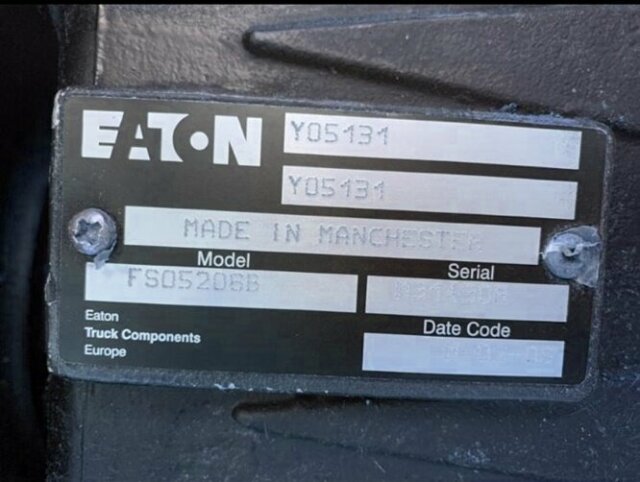 EATON
Y05131
Y05131
MADE IN MANCHESTER
Model
Serial
FS05206B
Eaton
Truck Components
Europe
Date Code